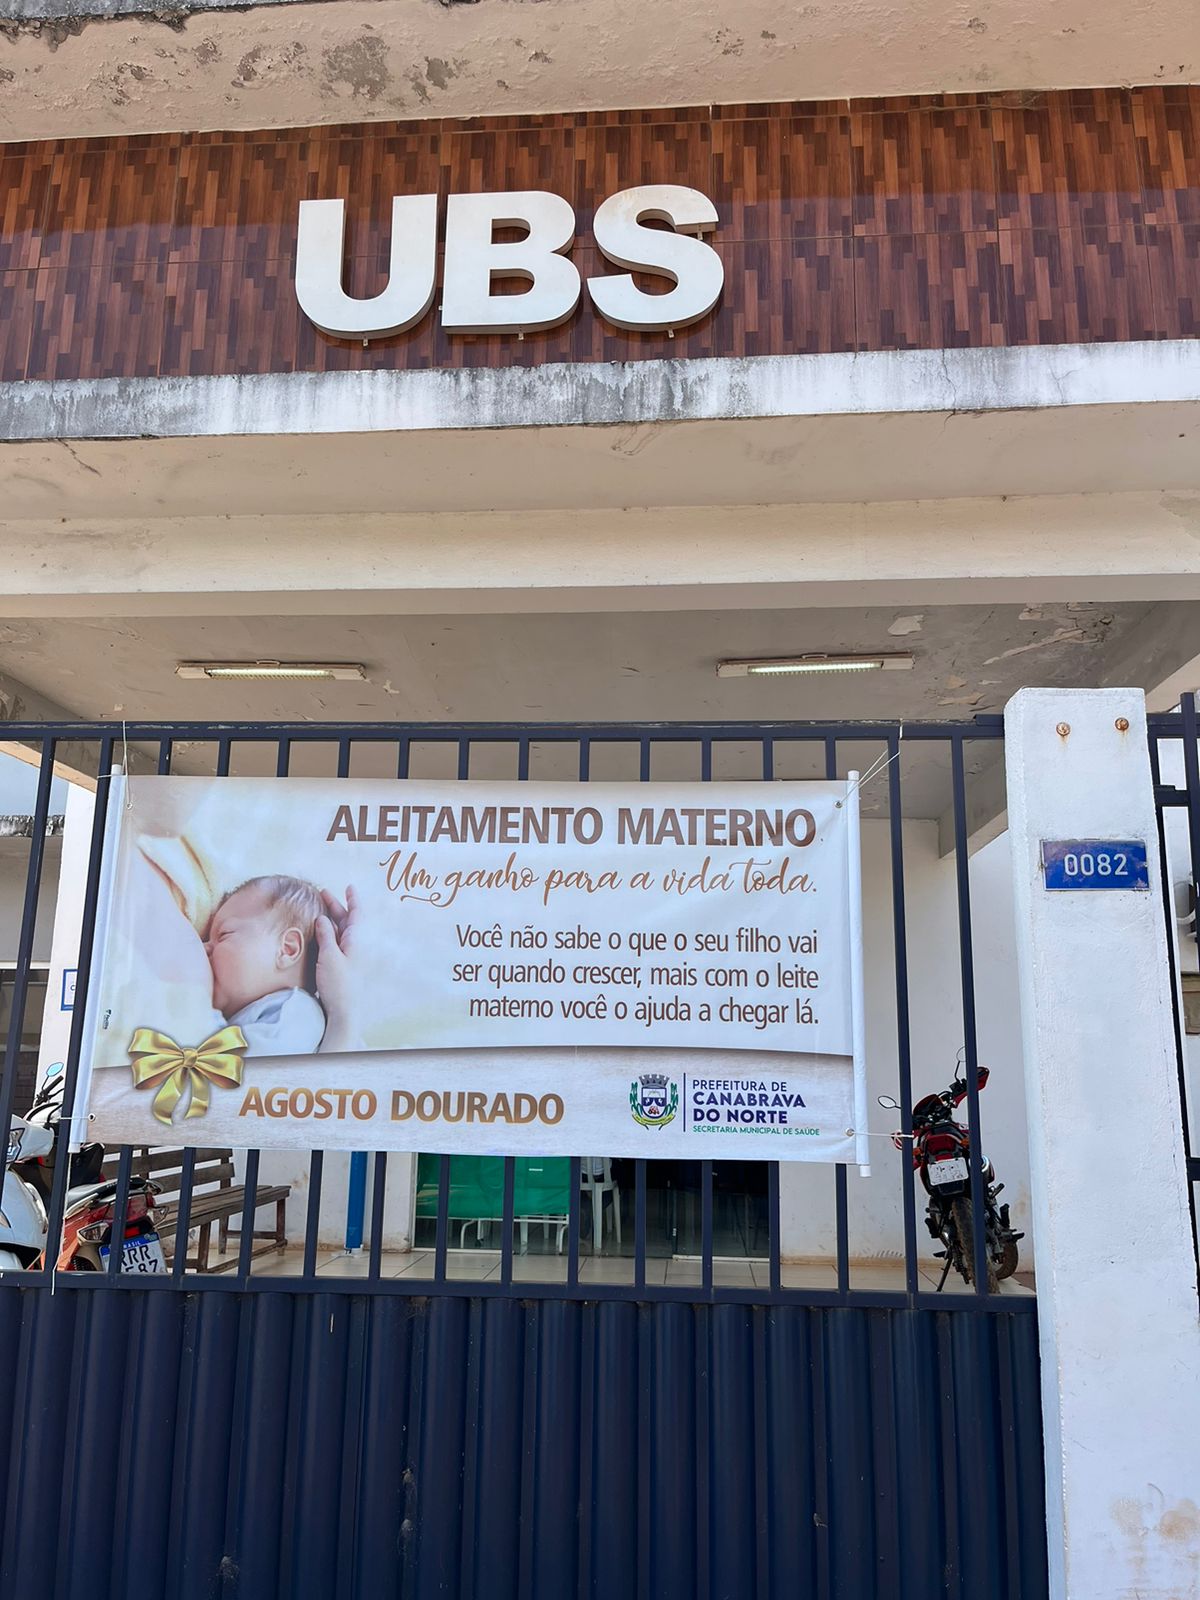 UBS
ALEITAMENTO MATERNO.
Um ganho para a vida toda.
Você não sabe o que o seu filho vai
ser quando crescer, mais com o leite
materno você o ajuda a chegar lá.
AGOSTO DOURADO
PREFEITURA DE
CANABRAVA
DO NORTE
SECRETARIA MUNICIPAL DE SAÚDE
0082
BRASIL